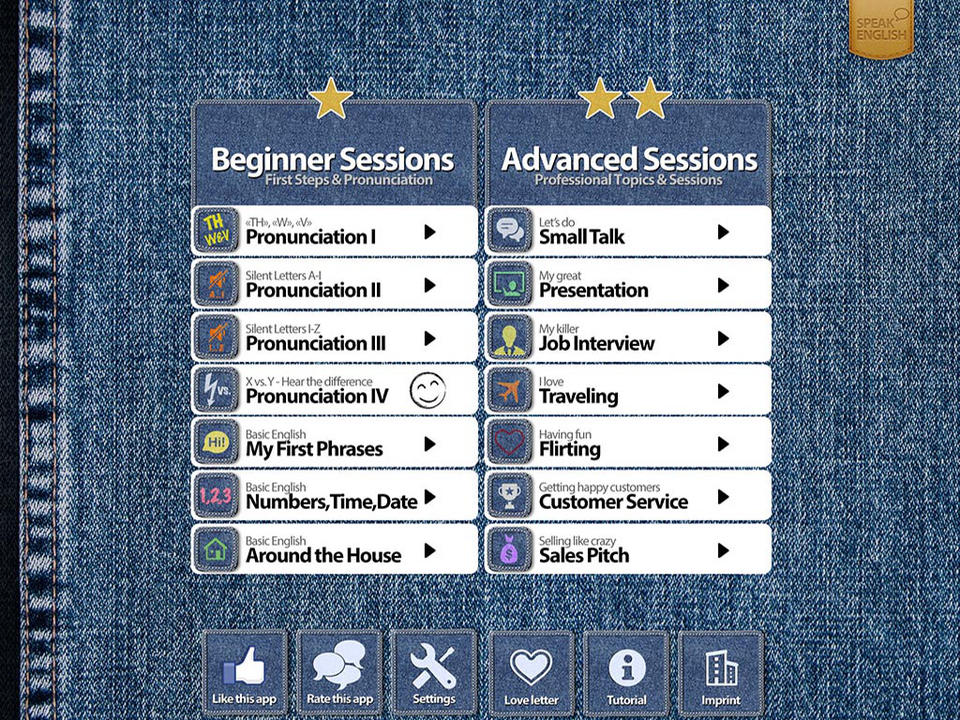 SPEAK
ENGLISH
Beginner Sessions
First Steps & Pronunciation
TH
W&V
«TH», «W», «V»
Pronunciation I
A-I
Silent Letters A-I
Pronunciation II
I-Z
Silent Letters I-Z
Pronunciation III
vs.
X vs. Y - Hear the difference
Pronunciation IV
Hi!
Basic English
My First Phrases
1,2,3
Basic English
Numbers,Time,Date
Basic English
Around the House
Advanced Sessions
Professional Topics & Sessions
Let's do
Small Talk
My great
Presentation
My killer
Job Interview
I love
Traveling
Having fun
Flirting
Getting happy customers
Customer Service
$
Selling like crazy
Sales Pitch
Like this app
Rate this app
Settings
Love letter
Tutorial
Imprint